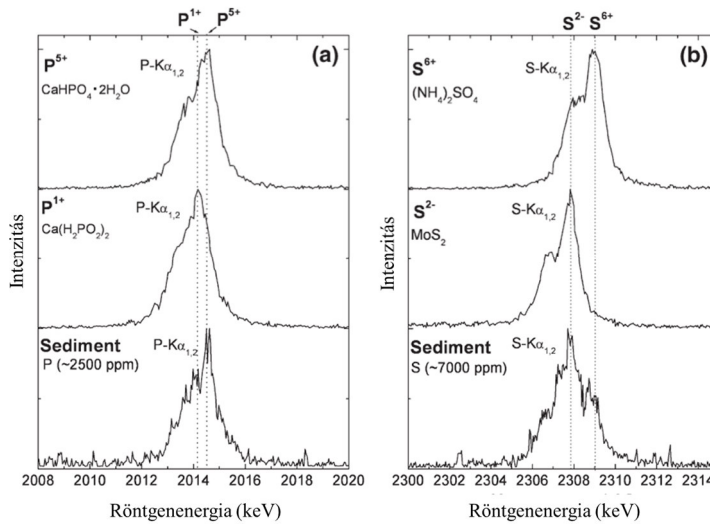 P1+ P5+
(a)
P5+
P-Kα1,2
CaHPO4·2H2O
P1+
P-Kα1,2
Ca(H2PO2)2
Sediment P-Kα1,2
P (~2500 ppm)
Intenzitás
2008 2010 2012 2014 2016 2018 2020
Röntgenenergia (keV)
S2- S6+
(b)
S6+
S-Kα1,2
(NH4)2SO4
S2-
S-Kα1,2
MoS2
Sediment S-Kα1,2
S (~7000 ppm)
Intenzitás
2300 2302 2304 2306 2308 2310 2312 2314
Röntgenenergia (keV)